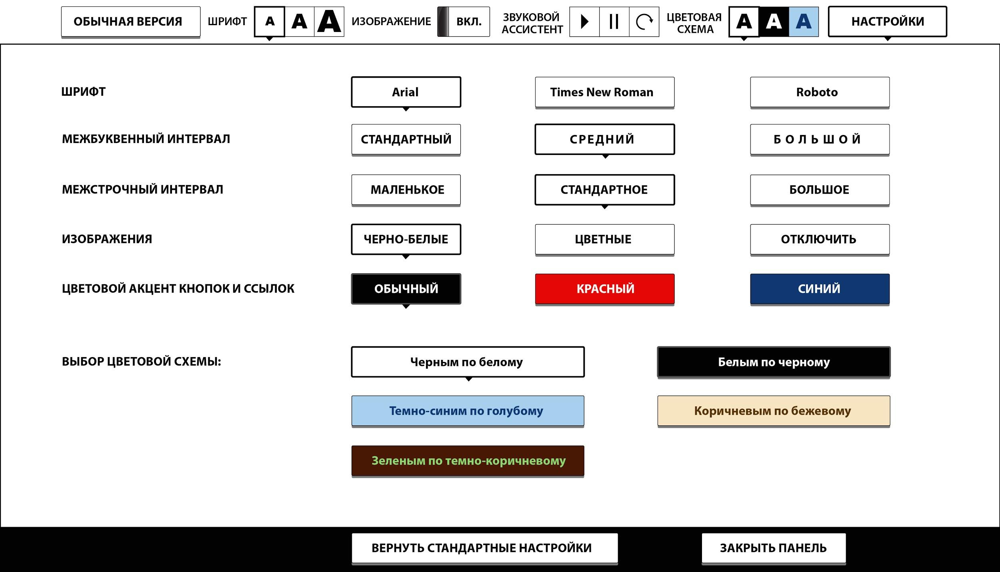 ОБЫЧНАЯ ВЕРСИЯ
ШРИФТ
А А А
ИЗОБРАЖЕНИЕ
ВКЛ.
ЗВУКОВОЙ
АССИСТЕНТ
ЦВЕТОВАЯ
СХЕМА
А А А
НАСТРОЙКИ
ШРИФТ
Arial
Times New Roman
Roboto
МЕЖБУКВЕННЫЙ ИНТЕРВАЛ
СТАНДАРТНЫЙ
СРЕДНИЙ
БОЛЬШОЙ
МЕЖСТРОЧНЫЙ ИНТЕРВАЛ
МАЛЕНЬКОЕ
СТАНДАРТНОЕ
БОЛЬШОЕ
ИЗОБРАЖЕНИЯ
ЧЕРНО-БЕЛЫЕ
ЦВЕТНЫЕ
ОТКЛЮЧИТЬ
ЦВЕТОВОЙ АКЦЕНТ КНОПОК И ССЫЛОК
ОБЫЧНЫЙ
КРАСНЫЙ
СИНИЙ
ВЫБОР ЦВЕТОВОЙ СХЕМЫ:
Черным по белому
Белым по черному
Темно-синим по голубому
Коричневым по бежевому
Зеленым по темно-коричневому
ВЕРНУТЬ СТАНДАРТНЫЕ НАСТРОЙКИ
ЗАКРЫТЬ ПАНЕЛЬ